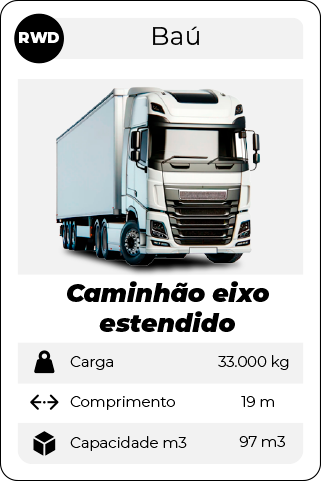 RWD
Baú
Caminhão eixo
estendido
Carga 33.000 kg
Comprimento 19 m
Capacidade m3 97 m3